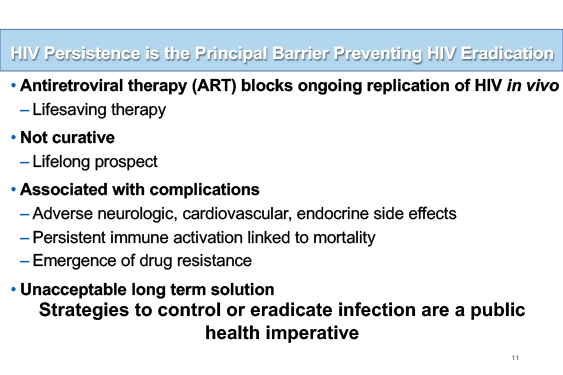 HIV Persistence is the Principal Barrier Preventing HIV Eradication
• Antiretroviral therapy (ART) blocks ongoing replication of HIV in vivo
– Lifesaving therapy
• Not curative
– Lifelong prospect
• Associated with complications
– Adverse neurologic, cardiovascular, endocrine side effects
– Persistent immune activation linked to mortality
– Emergence of drug resistance
• Unacceptable long term solution
Strategies to control or eradicate infection are a public
health imperative
11